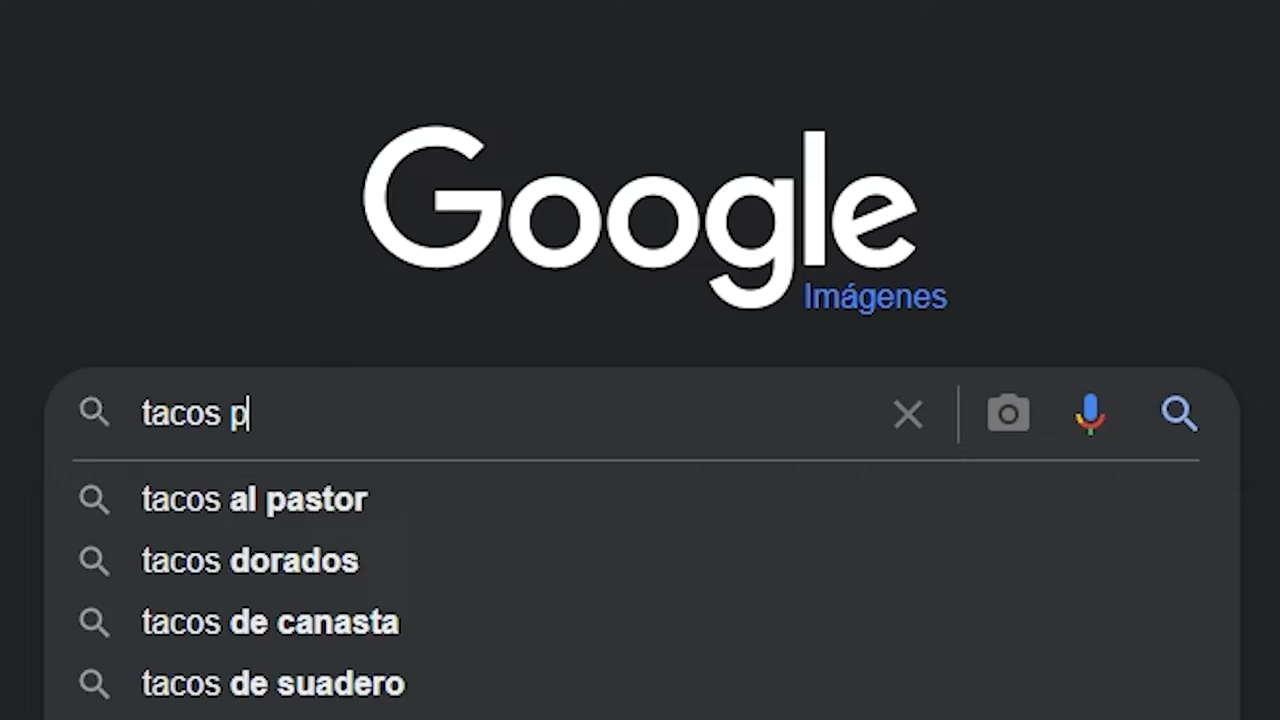 Google
Imágenes
tacos p
tacos al pastor
tacos dorados
tacos de canasta
tacos de suadero